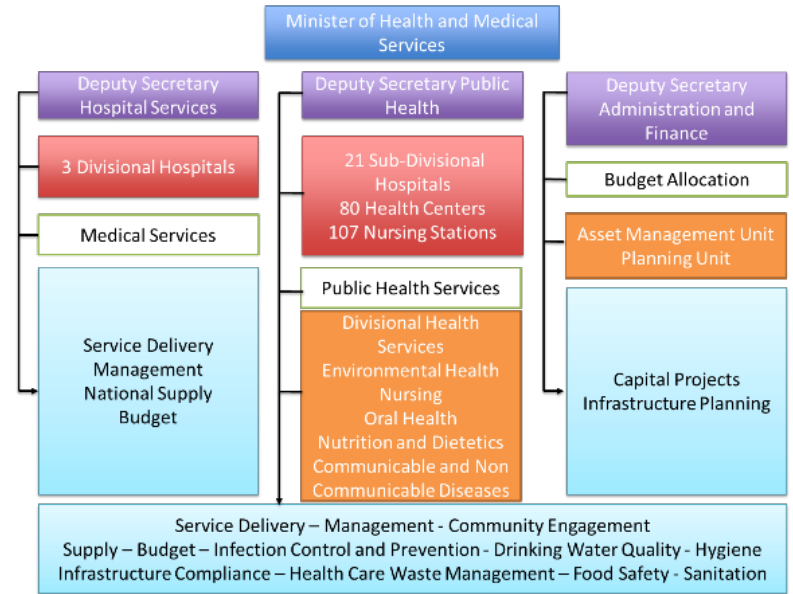 Minister of Health and Medical
Services
Deputy Secretary
Hospital Services
3 Divisional Hospitals
Medical Services
Service Delivery
Management
National Supply
Budget
Deputy Secretary Public
Health
21 Sub-Divisional
Hospitals
80 Health Centers
107 Nursing Stations
Public Health Services
Divisional Health
Services
Environmental Health
Nursing
Oral Health
Nutrition and Dietetics
Communicable and Non
Communicable Diseases
Deputy Secretary
Administration and
Finance
Budget Allocation
Asset Management Unit
Planning Unit
Capital Projects
Infrastructure Planning
Service Delivery – Management - Community Engagement
Supply – Budget – Infection Control and Prevention - Drinking Water Quality - Hygiene
Infrastructure Compliance – Health Care Waste Management – Food Safety - Sanitation